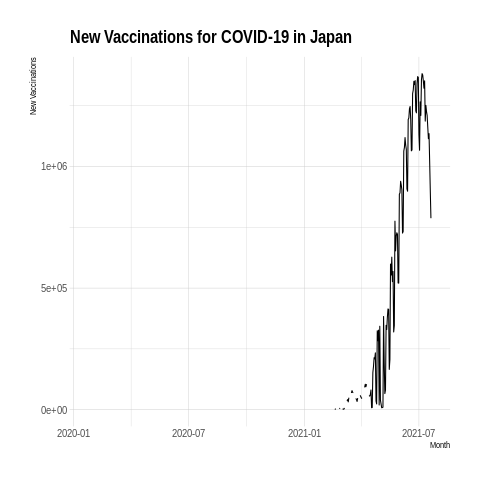 New Vaccinations for COVID-19 in Japan
New Vaccinations
1e+06
5e+05
0e+00
2020-01
2020-07
2021-01
2021-07
Month